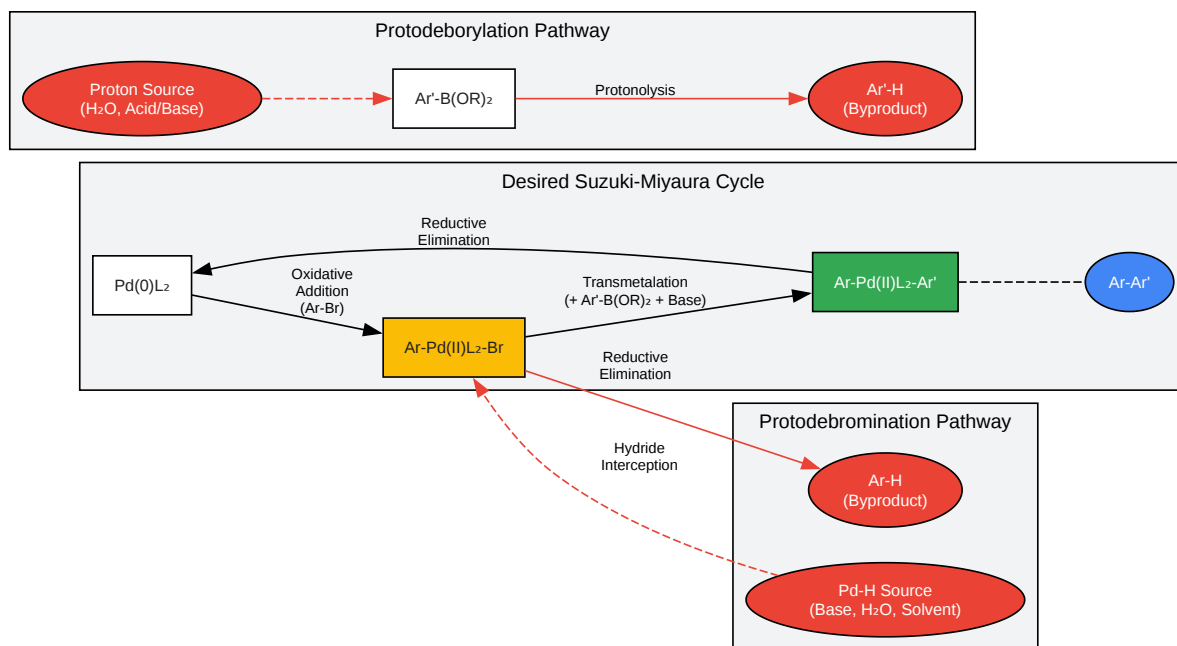 Protodeborylation Pathway
Proton Source
(H₂O, Acid/Base)
Ar'-B(OR)₂
Protonolysis
Ar'-H
(Byproduct)
Desired Suzuki-Miyaura Cycle
Reductive
Elimination
Pd(0)L₂
Oxidative
Addition
(Ar-Br)
Ar-Pd(II)L₂-Br
Transmetalation
(+ Ar'-B(OR)₂ + Base)
Ar-Pd(II)L₂-Ar'
Ar-Ar'
Reductive
Elimination
Protodebromination Pathway
Hydride
Interception
Ar-H
(Byproduct)
Pd-H Source
(Base, H₂O, Solvent)